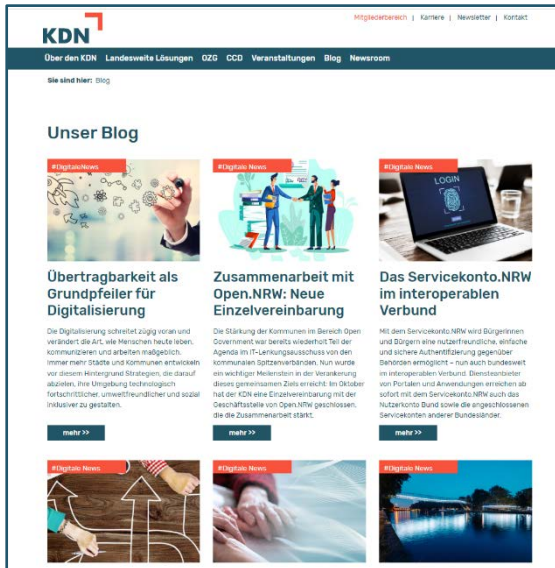 KDN
Mitgliederbereich | Karriere | Newsletter | Kontakt
Über den KDN Landesweite Lösungen OZG CCD Veranstaltungen Blog Newsroom
Sie sind hier: Blog
Unser Blog
#DigitaleNews
Übertragbarkeit als
Grundpfeiler für
Digitalisierung
Die Digitalisierung schreitet zügig voran und
verändert die Art, wie Menschen heute leben,
kommunizieren und arbeiten maßgeblich.
Immer mehr Städte und Kommunen entwickeln
vor diesem Hintergrund Strategien, die darauf
abzielen, ihre Umgebung technologisch
fortschrittlicher, umweltfreundlicher und sozial
inklusiver zu gestalten.
mehr >>
#Digitale News
Zusammenarbeit mit
Open.NRW: Neue
Einzelvereinbarung
Die Stärkung der Kommunen im Bereich Open
Government war bereits wiederholt Teil der
Agenda im IT-Lenkungsausschuss von den
kommunalen Spitzenverbänden. Nun wurde
ein wichtiger Meilenstein in der Verankerung
dieses gemeinsamen Ziels erreicht: Im Oktober
hat der KDN eine Einzelvereinbarung mit der
Geschäftsstelle von Open.NRW geschlossen,
die die Zusammenarbeit stärkt.
mehr >>
#Digitale News
LOGIN
Das Servicekonto.NRW
im interoperablen
Verbund
Mit dem Servicekonto.NRW wird Bürgerinnen
und Bürgern eine nutzerfreundliche, einfache
und sichere Authentifizierung gegenüber
Behörden ermöglicht – nun auch bundesweit
im interoperablen Verbund. Diensteanbieter
von Portalen und Anwendungen erreichen ab
sofort mit dem Servicekonto.NRW auch das
Nutzerkonto Bund sowie die angeschlossenen
Servicekonten anderer Bundesländer.
mehr >>
#Digitale News
#Digitale News
#Digitale News